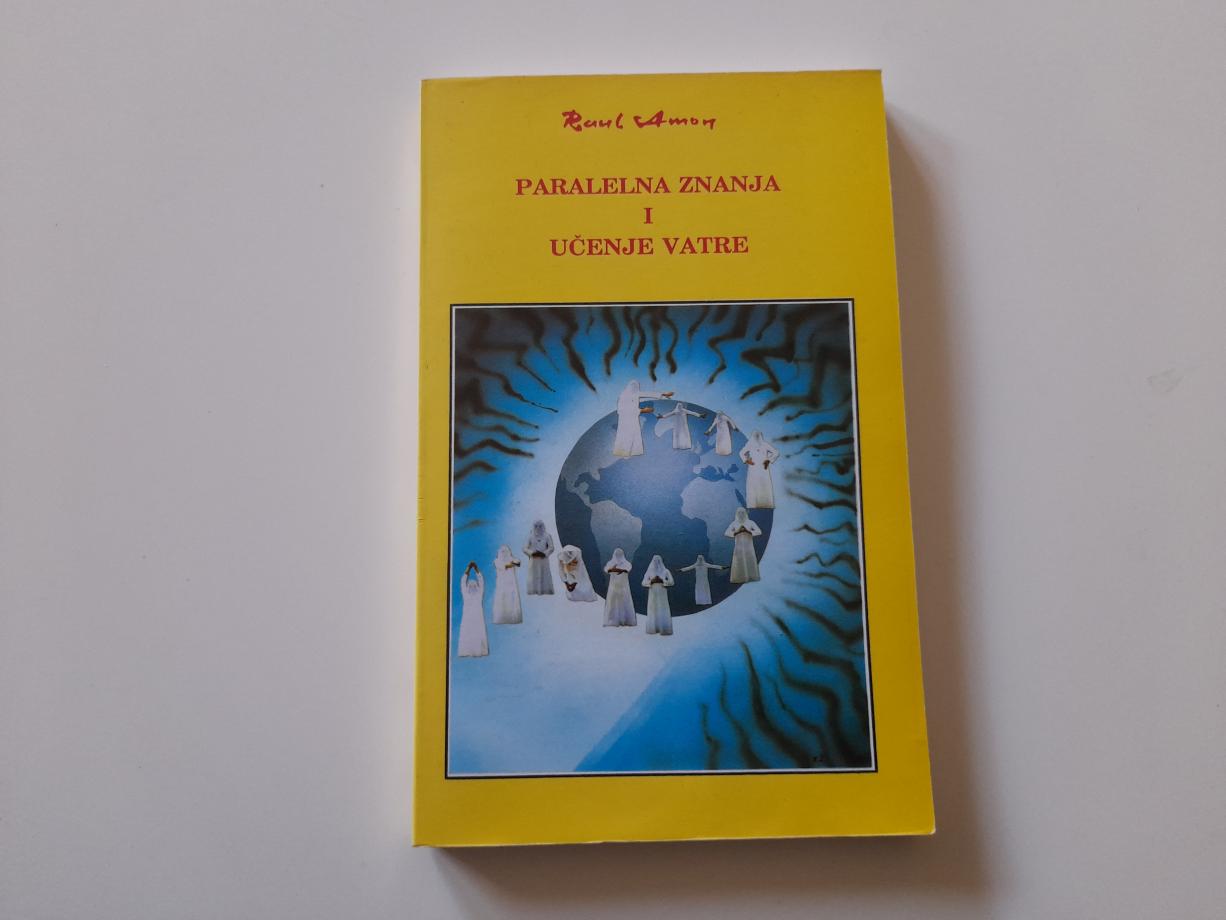 Raul Amon
PARALELNA ZNANJA
I
UČENJE VATRE